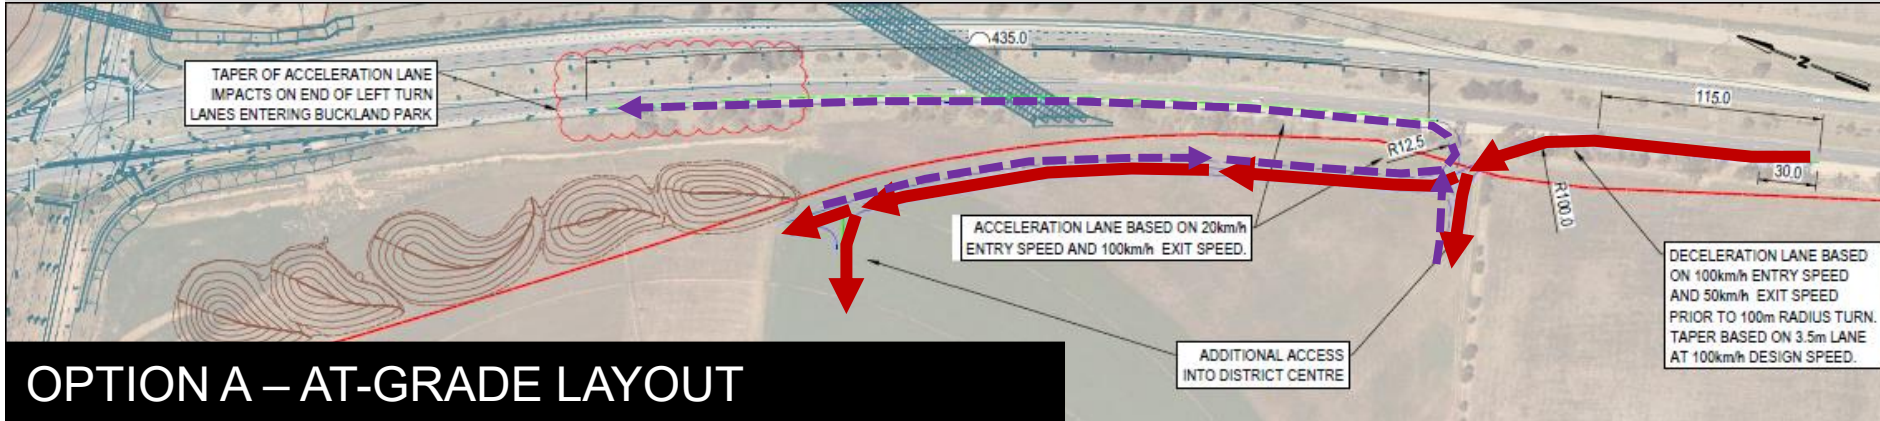 435.0
N
TAPER OF ACCELERATION LANE
IMPACTS ON END OF LEFT TURN
LANES ENTERING BUCKLAND PARK
115.0
R12.5
30.0
R100.0
ACCELERATION LANE BASED ON 20km/h
ENTRY SPEED AND 100km/h EXIT SPEED.
DECELERATION LANE BASED
ON 100km/h ENTRY SPEED
AND 50km/h EXIT SPEED
PRIOR TO 100m RADIUS TURN.
TAPER BASED ON 3.5m LANE
AT 100km/h DESIGN SPEED.
ADDITIONAL ACCESS
INTO DISTRICT CENTRE
OPTION A – AT-GRADE LAYOUT